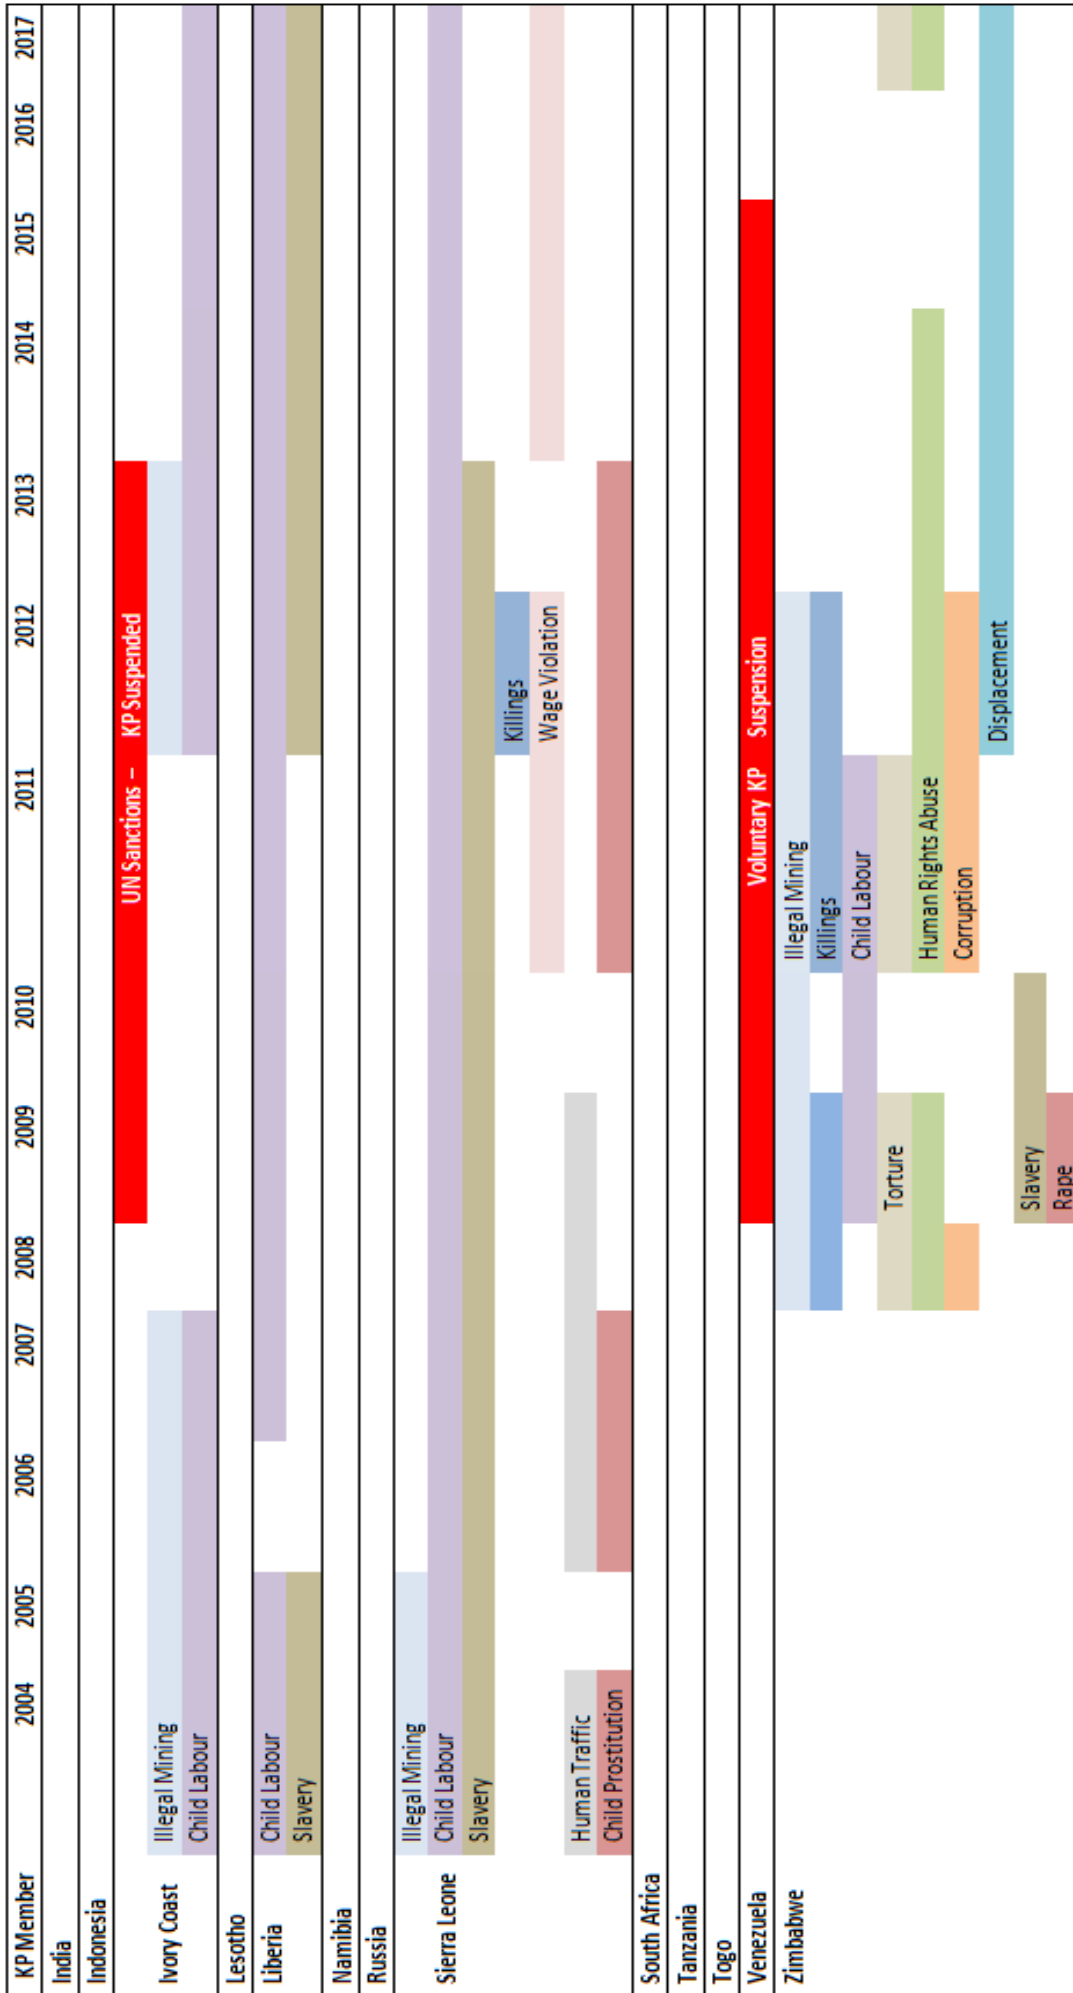 KP Member 2004 2005 2006 2007 2008 2009 2010 2011 2012 2013 2014 2015 2016 2017
India
Indonesia
UN Sanctions – KP Suspended
Ivory Coast Illegal Mining
Child Labour
Lesotho
Liberia Child Labour
Slavery
Namibia
Russia
Illegal Mining
Sierra Leone Child Labour
Slavery
Killings
Wage Violation
Human Traffic
Child Prostitution
South Africa
Tanzania
Togo
Venezuela Voluntary KP Suspension
Zimbabwe Illegal Mining
Killings
Child Labour
Torture
Human Rights Abuse
Corruption
Displacement
Slavery
Rape